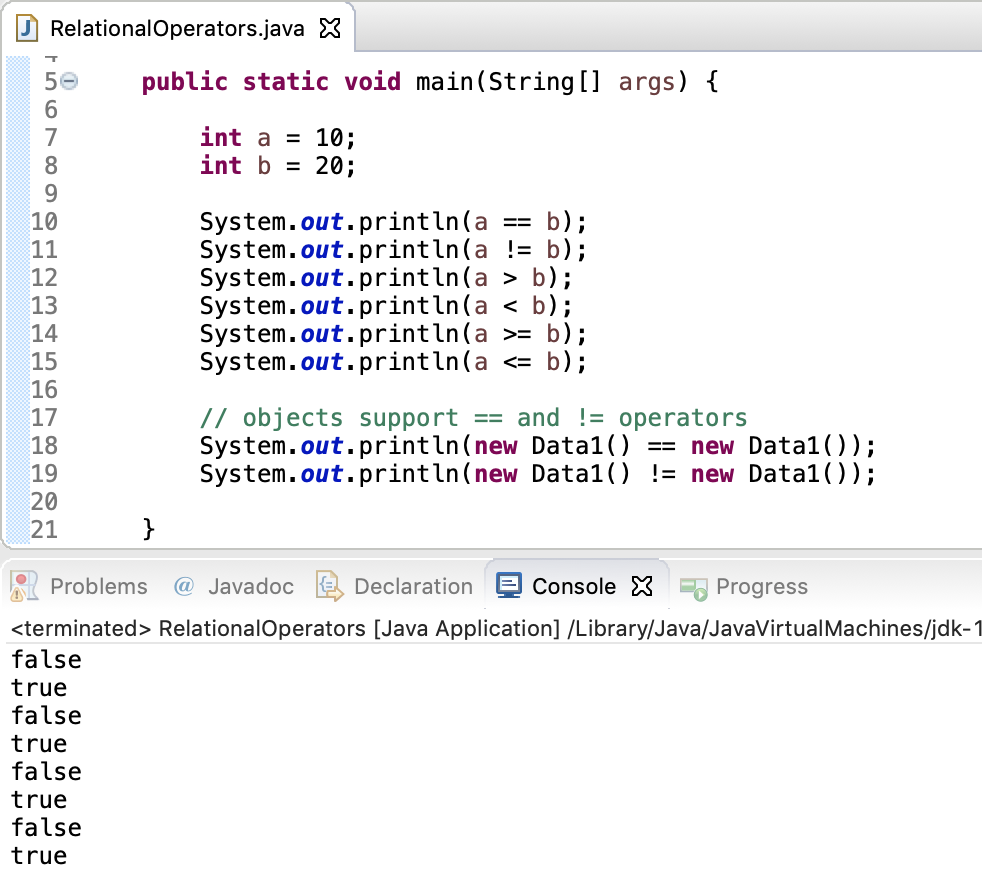 RelationalOperators.java
4
5 public static void main(String[] args) {
6
7 int a = 10;
8 int b = 20;
9
10 System.out.println(a == b);
11 System.out.println(a != b);
12 System.out.println(a > b);
13 System.out.println(a < b);
14 System.out.println(a >= b);
15 System.out.println(a <= b);
16
17 // objects support == and != operators
18 System.out.println(new Data1() == new Data1());
19 System.out.println(new Data1() != new Data1());
20
21 }
Problems @ Javadoc Declaration Console Progress
<terminated> RelationalOperators [Java Application] /Library/Java/JavaVirtualMachines/jdk-1
false
true
false
true
false
true
false
true